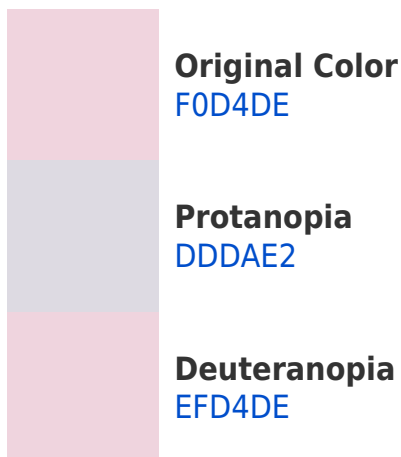 Original Color
F0D4DE
Protanopia
DDDAE2
Deuteranopia
EFD4DE